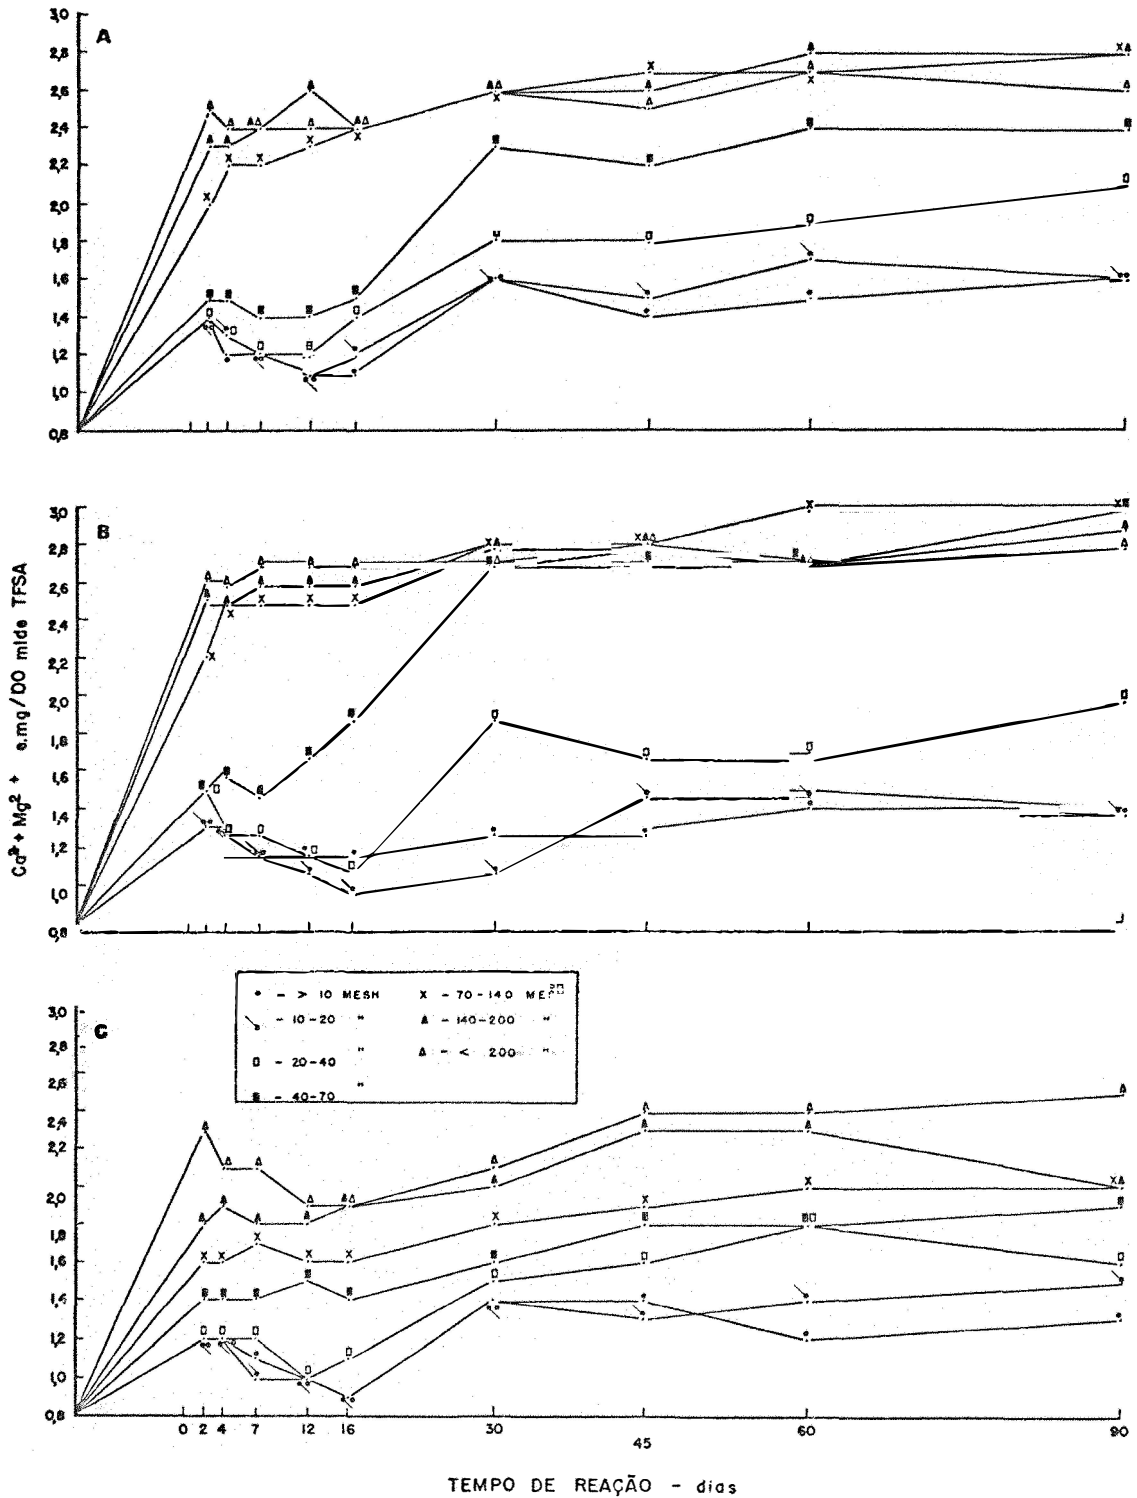 A
3,0
2,8
2,6
2,4
2,2
2,0
1,8
1,6
1,4
1,2
1,0
0,8
B
3,0
2,8
2,6
2,4
2,2
2,0
1,8
1,6
1,4
1,2
1,0
0,8
Ca2+ + Mg2 + e.mg/DO mlde TFSA
- > 10 MESH
X - 70-140
- 10-20 "
- 140-200 "
- 20-40 "
- < 200 "
- 40-70 "
C
3,0
2,8
2,6
2,4
2,2
2,0
1,8
1,6
1,4
1,2
1,0
0,8
0 2 4 7 12 16 30 45 60 90
TEMPO DE REAÇÃO - dias